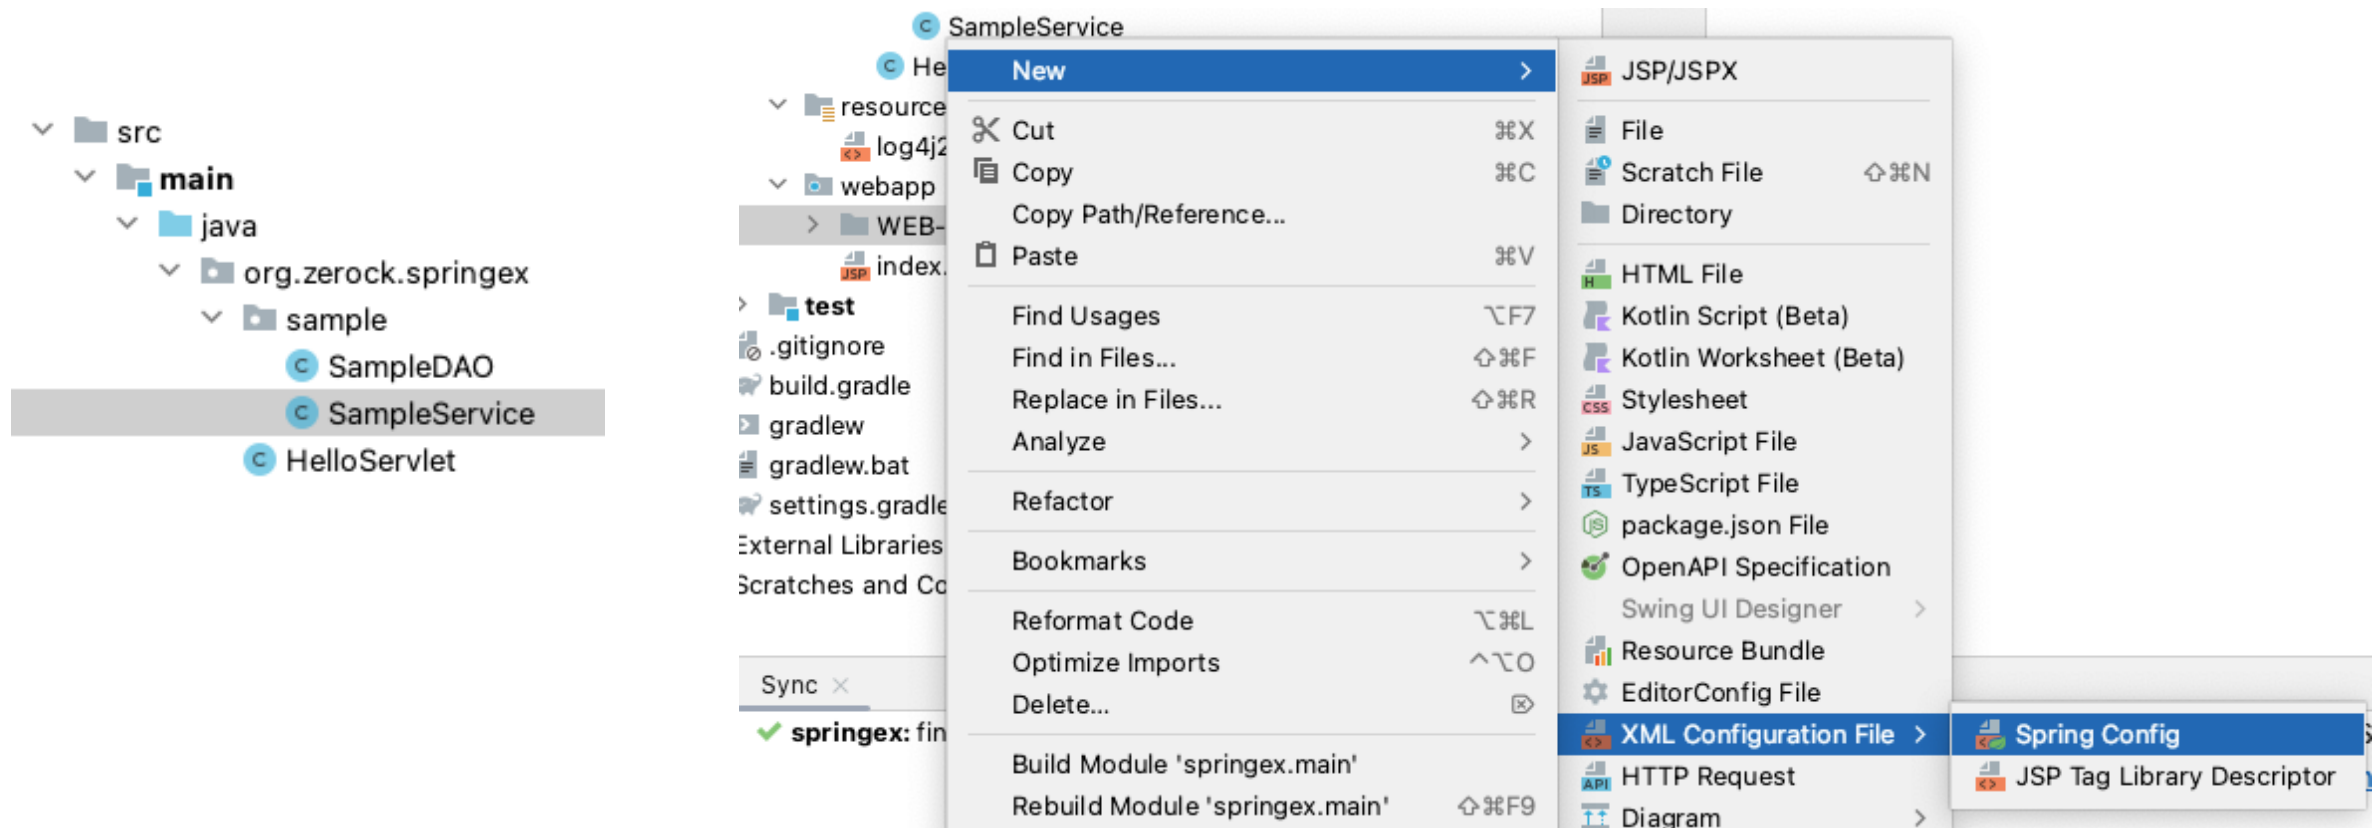 src
main
java
org.zerock.springex
sample
SampleDAO
SampleService
HelloServlet
SampleService
He
resource
log4j2
webapp
WEB-
index.
test
.gitignore
build.gradle
gradlew
gradlew.bat
settings.gradle
External Libraries
Scratches and Co
Sync
springex: fin
New
Cut ⌘X
Copy ⌘C
Copy Path/Reference...
Paste ⌘V
Find Usages ⌥F7
Find in Files... ⇧⌘F
Replace in Files... ⇧⌘R
Analyze
Refactor
Bookmarks
Reformat Code ⌥⌘L
Optimize Imports ^⌥O
Delete... ⌦
Build Module 'springex.main'
Rebuild Module 'springex.main' ⇧⌘F9
JSP JSP/JSPX
File
Scratch File ⇧⌘N
Directory
H HTML File
Kotlin Script (Beta)
Kotlin Worksheet (Beta)
CSS Stylesheet
JS JavaScript File
TS TypeScript File
package.json File
OpenAPI Specification
Swing UI Designer
Resource Bundle
EditorConfig File
XML Configuration File
API HTTP Request
Diagram
Spring Config
JSP Tag Library Descriptor